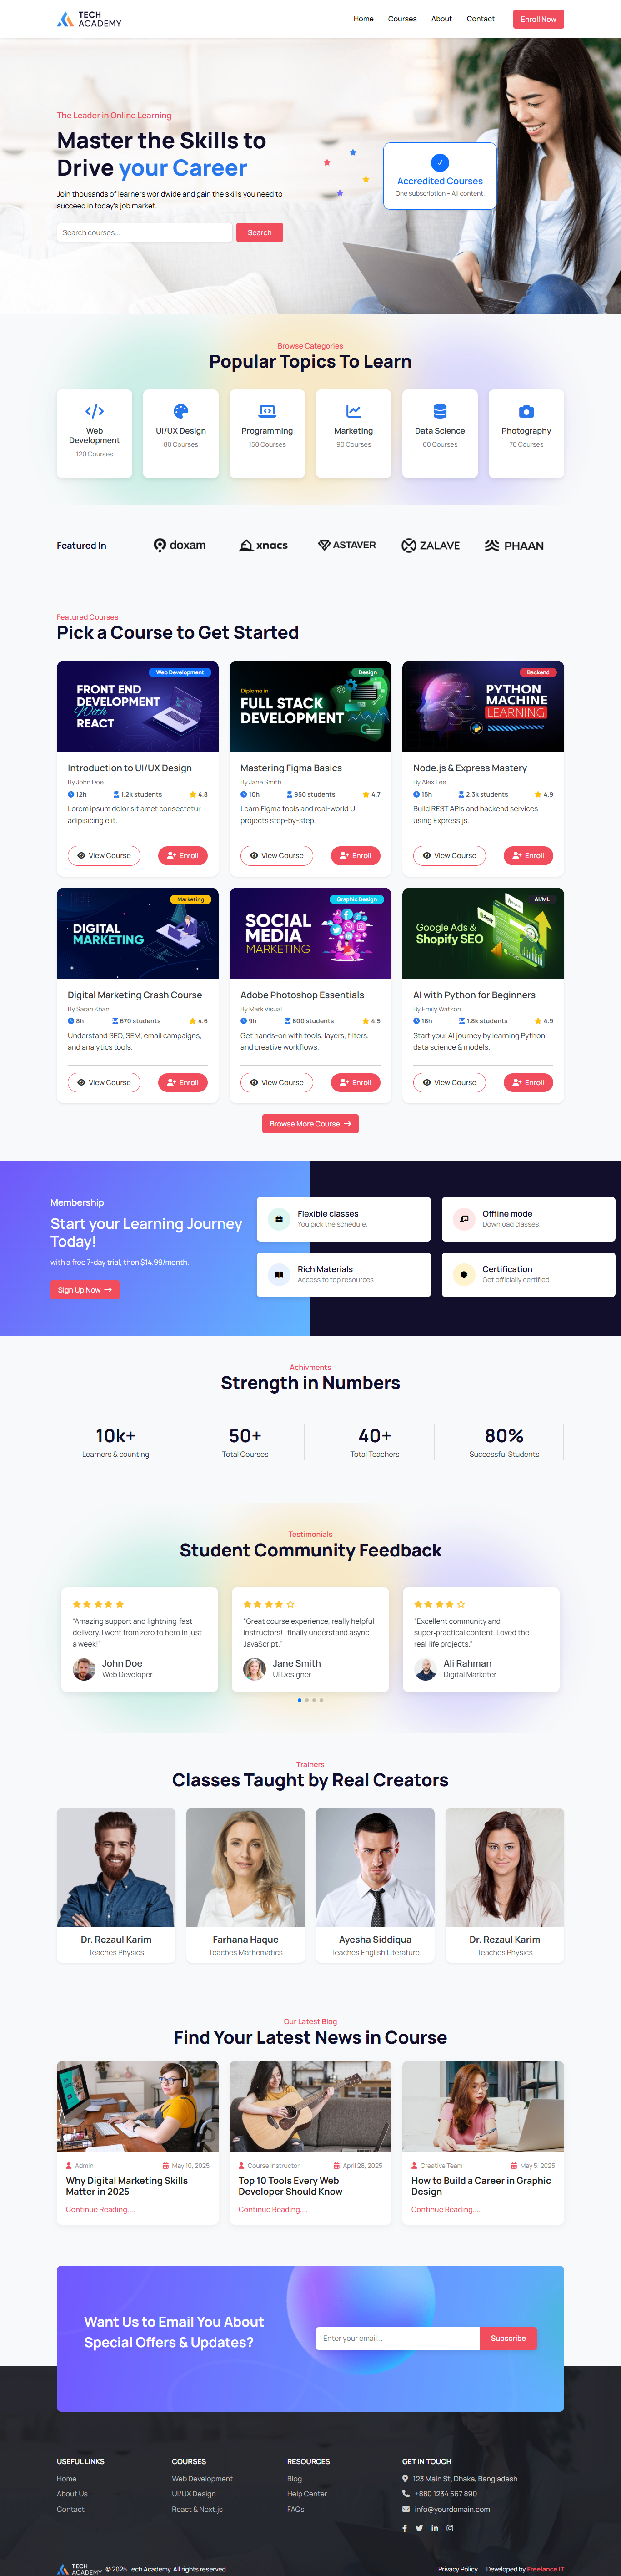 TECH
ACADEMY
Home
Courses
About
Contact
Enroll Now
The Leader in Online Learning
Master the Skills to
Drive your Career
Join thousands of learners worldwide and gain the skills you need to
succeed in today's job market.
Search courses...
Search
Accredited Courses
One subscription – All content.
Browse Categories
Popular Topics To Learn
Web
Development
120 Courses
UI/UX Design
80 Courses
Programming
150 Courses
Marketing
90 Courses
Data Science
60 Courses
Photography
70 Courses
Featured In
doxam
xnacs
ASTAVER
ZALAVE
PHAAN
Featured Courses
Pick a Course to Get Started
Web Development
FRONT END
DEVELOPMENT
With
REACT
Introduction to UI/UX Design
By John Doe
12h
1.2k students
4.8
Lorem ipsum dolor sit amet consectetur
adipisicing elit.
View Course
Enroll
Design
Diploma in
FULL STACK
DEVELOPMENT
Mastering Figma Basics
By Jane Smith
10h
950 students
4.7
Learn Figma tools and real-world UI
projects step-by-step.
View Course
Enroll
Backend
PYTHON
MACHINE
LEARNING
Node.js & Express Mastery
By Alex Lee
15h
2.3k students
4.9
Build REST APIs and backend services
using Express.js.
View Course
Enroll
Marketing
DIGITAL
MARKETING
Digital Marketing Crash Course
By Sarah Khan
8h
670 students
4.6
Understand SEO, SEM, email campaigns,
and analytics tools.
View Course
Enroll
Graphic Design
SOCIAL
MEDIA
MARKETING
Adobe Photoshop Essentials
By Mark Visual
9h
800 students
4.5
Get hands-on with tools, layers, filters,
and creative workflows.
View Course
Enroll
AI/ML
Google Ads &
Shopify SEO
AI with Python for Beginners
By Emily Watson
18h
1.8k students
4.9
Start your AI journey by learning Python,
data science & models.
View Course
Enroll
Browse More Course
Membership
Start your Learning Journey
Today!
with a free 7-day trial, then $14.99/month.
Sign Up Now
Flexible classes
You pick the schedule.
Offline mode
Download classes.
Rich Materials
Access to top resources.
Certification
Get officially certified.
Achivments
Strength in Numbers
10k+
Learners & counting
50+
Total Courses
40+
Total Teachers
80%
Successful Students
Testimonials
Student Community Feedback
“Amazing support and lightning-fast
delivery. I went from zero to hero in just
a week!”
John Doe
Web Developer
“Great course experience, really helpful
instructors! I finally understand async
JavaScript.”
Jane Smith
UI Designer
“Excellent community and
super-practical content. Loved the
real-life projects.”
Ali Rahman
Digital Marketer
Trainers
Classes Taught by Real Creators
Dr. Rezaul Karim
Teaches Physics
Farhana Haque
Teaches Mathematics
Ayesha Siddiqua
Teaches English Literature
Dr. Rezaul Karim
Teaches Physics
Our Latest Blog
Find Your Latest News in Course
Admin
May 10, 2025
Why Digital Marketing Skills
Matter in 2025
Continue Reading....
Course Instructor
April 28, 2025
Top 10 Tools Every Web
Developer Should Know
Continue Reading....
Creative Team
May 5, 2025
How to Build a Career in Graphic
Design
Continue Reading....
Want Us to Email You About
Special Offers & Updates?
Enter your email...
Subscribe
USEFUL LINKS
Home
About Us
Contact
COURSES
Web Development
UI/UX Design
React & Next.js
RESOURCES
Blog
Help Center
FAQs
GET IN TOUCH
123 Main St, Dhaka, Bangladesh
+880 1234 567 890
info@yourdomain.com
TECH
ACADEMY
© 2025 Tech Academy. All rights reserved.
Privacy Policy
Developed by Freelance IT